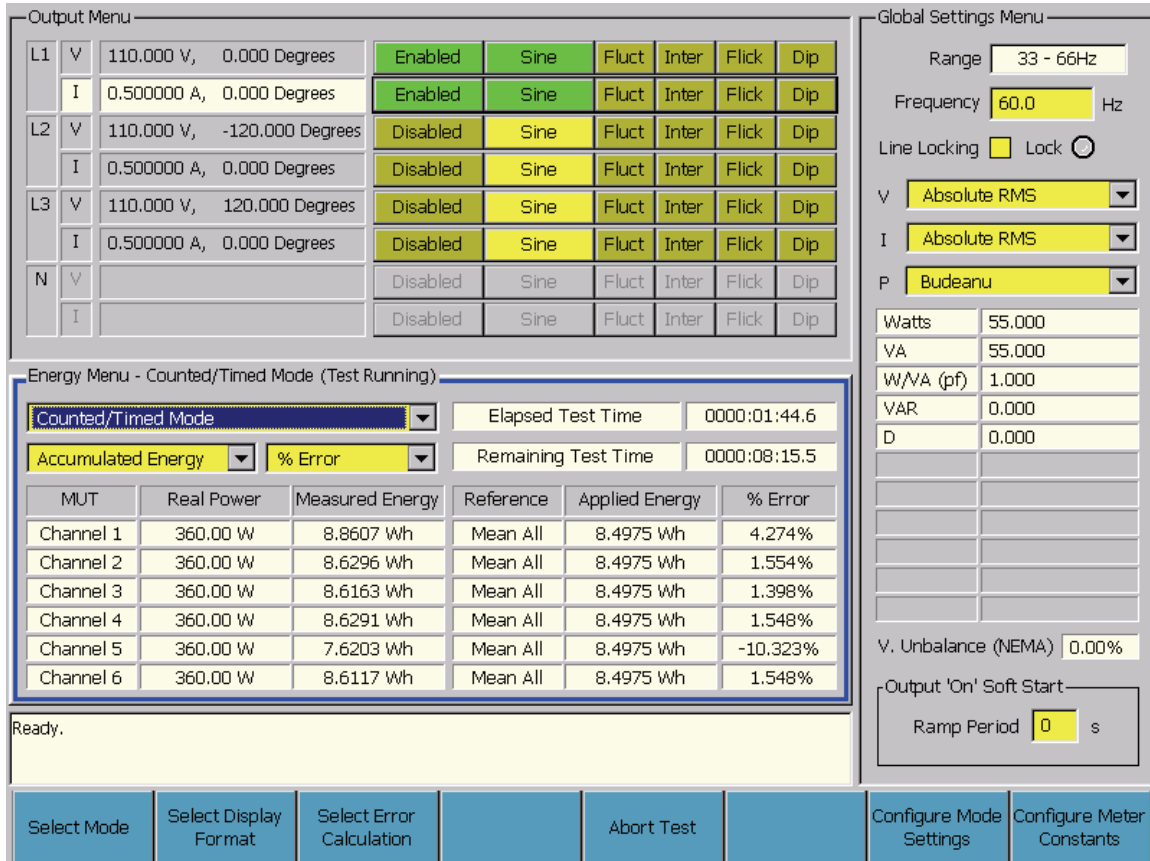 Output Menu
L1 V 110.000 V, 0.000 Degrees Enabled Sine Fluct Inter Flick Dip
I 0.500000 A, 0.000 Degrees Enabled Sine Fluct Inter Flick Dip
L2 V 110.000 V, -120.000 Degrees Disabled Sine Fluct Inter Flick Dip
I 0.500000 A, 0.000 Degrees Disabled Sine Fluct Inter Flick Dip
L3 V 110.000 V, 120.000 Degrees Disabled Sine Fluct Inter Flick Dip
I 0.500000 A, 0.000 Degrees Disabled Sine Fluct Inter Flick Dip
N V Disabled Sine Fluct Inter Flick Dip
I Disabled Sine Fluct Inter Flick Dip
Energy Menu - Counted/Timed Mode (Test Running)
Counted/Timed Mode Elapsed Test Time 0000:01:44.6
Accumulated Energy % Error Remaining Test Time 0000:08:15.5
MUT Real Power Measured Energy Reference Applied Energy % Error
Channel 1 360.00 W 8.8607 Wh Mean All 8.4975 Wh 4.274%
Channel 2 360.00 W 8.6296 Wh Mean All 8.4975 Wh 1.554%
Channel 3 360.00 W 8.6163 Wh Mean All 8.4975 Wh 1.398%
Channel 4 360.00 W 8.6291 Wh Mean All 8.4975 Wh 1.548%
Channel 5 360.00 W 7.6203 Wh Mean All 8.4975 Wh -10.323%
Channel 6 360.00 W 8.6117 Wh Mean All 8.4975 Wh 1.548%
Ready.
Global Settings Menu
Range 33 - 66Hz
Frequency 60.0 Hz
Line Locking Lock
V Absolute RMS
I Absolute RMS
P Budeanu
Watts 55.000
VA 55.000
W/VA (pf) 1.000
VAR 0.000
D 0.000
V. Unbalance (NEMA) 0.00%
Output 'On' Soft Start
Ramp Period 0 s
Select Mode
Select Display
Format
Select Error
Calculation
Abort Test
Configure Mode
Settings
Configure Meter
Constants